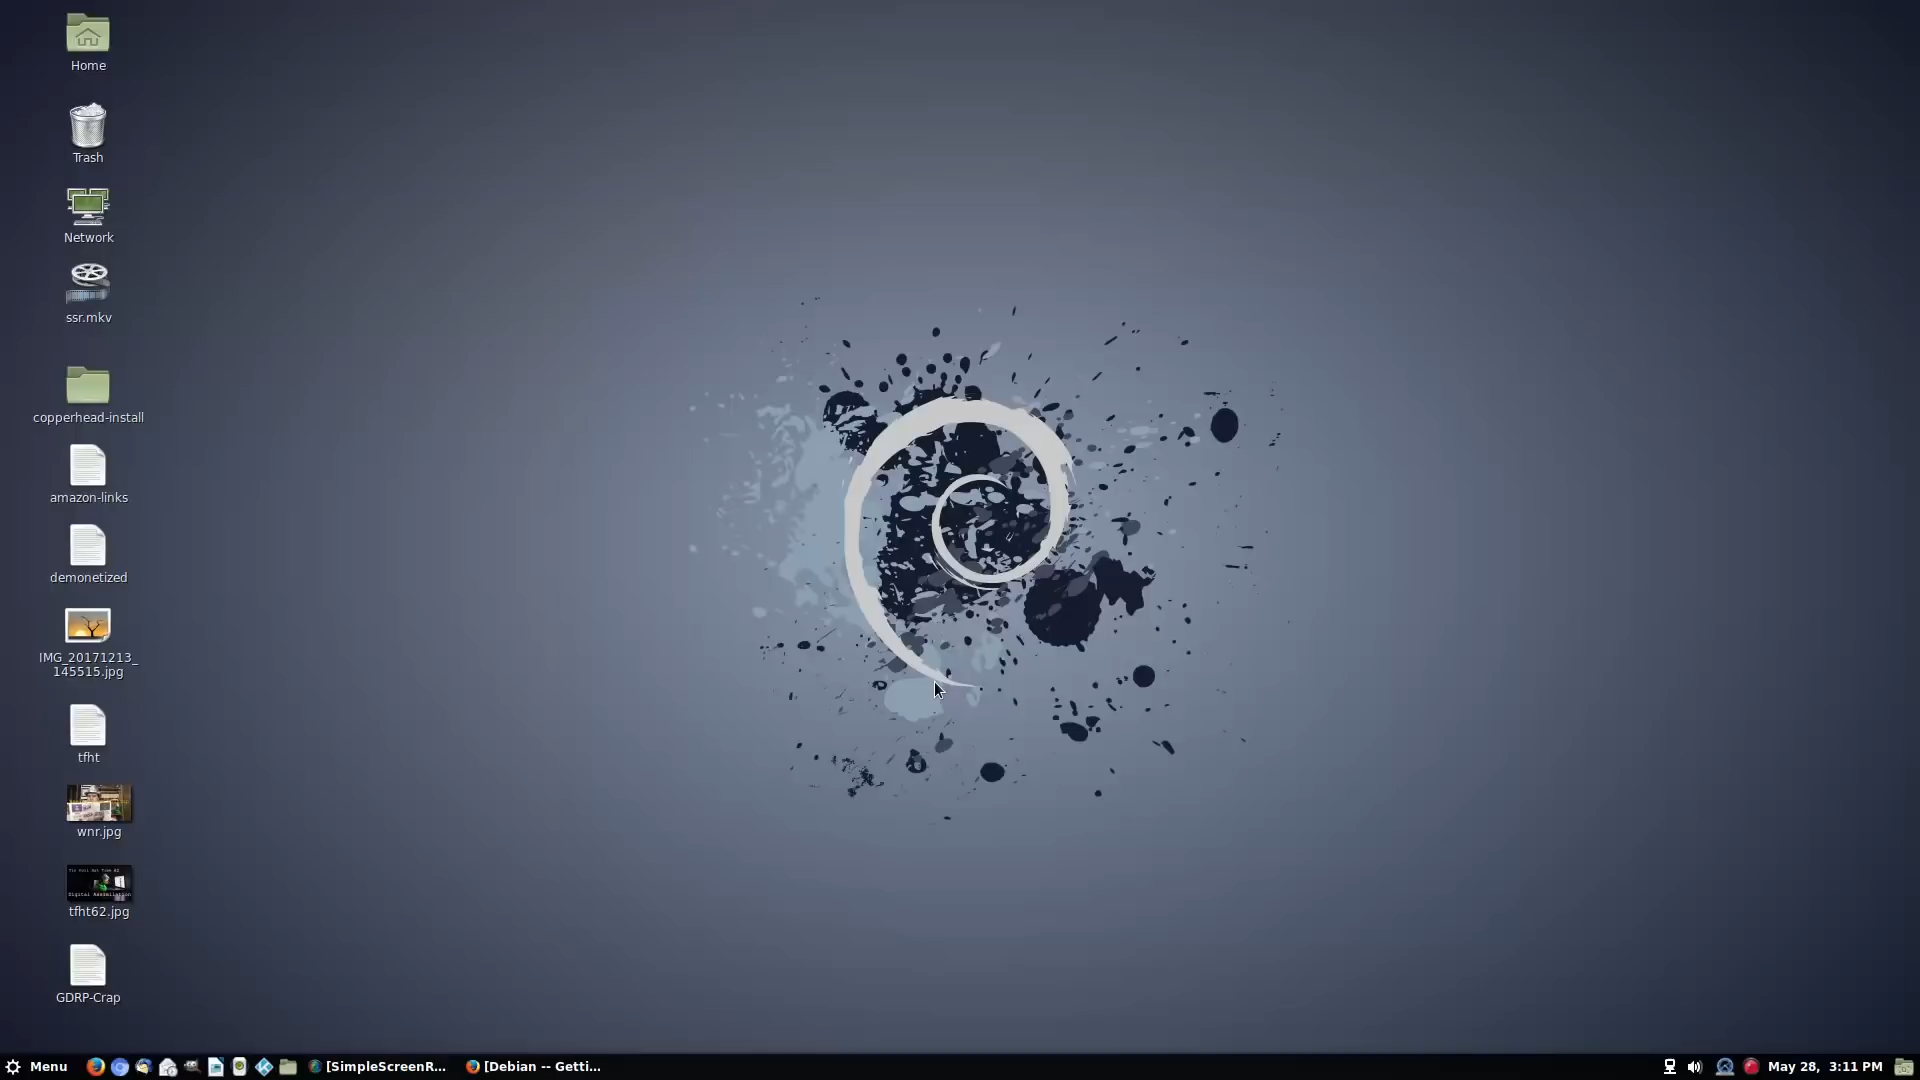 Home
Trash
Network
ssr.mkv
copperhead-install
amazon-links
demonetized
IMG_20171213_
145515.jpg
tfht
wnr.jpg
tfht62.jpg
GDRP-Crap
Menu
[SimpleScreenR...
[Debian -- Getti...
May 28, 3:11 PM